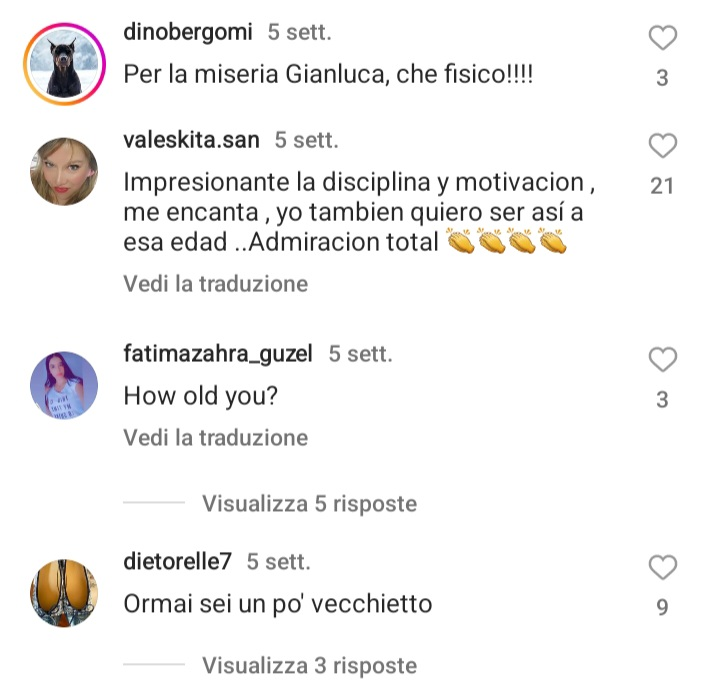 dinobergomi 5 sett.
Per la miseria Gianluca, che fisico!!!!
3
valeskita.san 5 sett.
Impresionante la disciplina y motivacion ,
me encanta , yo tambien quiero ser así a
esa edad ..Admiracion total 👏👏👏👏
21
Vedi la traduzione
fatimazahra_guzel 5 sett.
How old you?
3
Vedi la traduzione
Visualizza 5 risposte
dietorelle7 5 sett.
Ormai sei un po' vecchietto
9
Visualizza 3 risposte